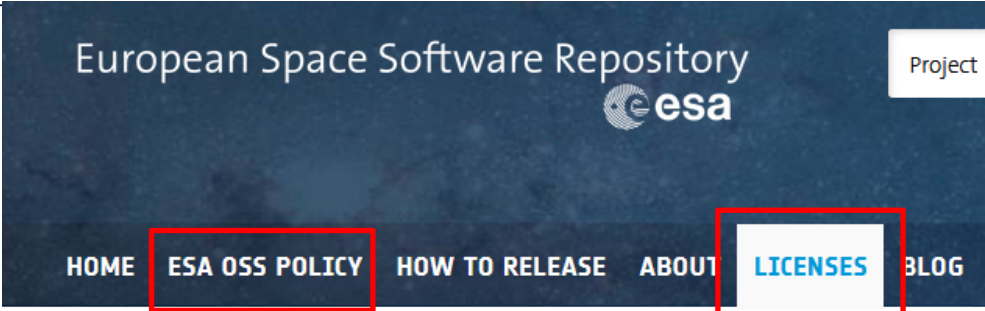 European Space Software Repository
esa
Project
HOME ESA OSS POLICY HOW TO RELEASE ABOUT LICENSES BLOG